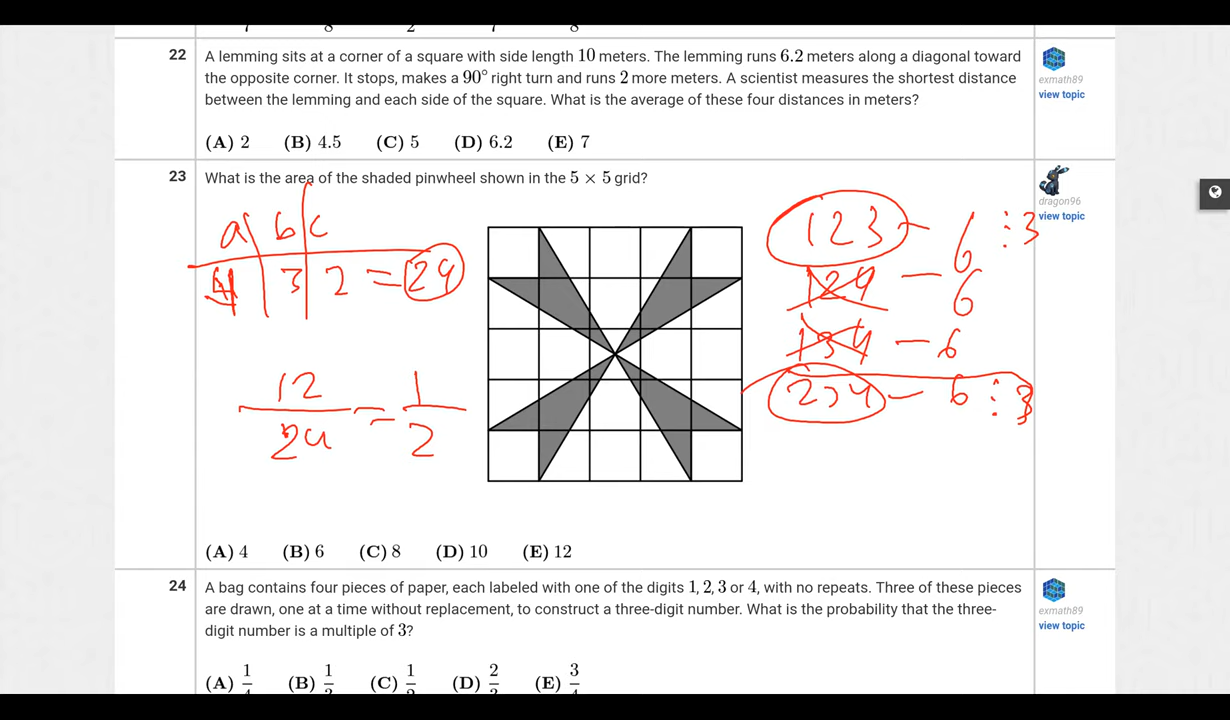 22 A lemming sits at a corner of a square with side length 10 meters. The lemming runs 6.2 meters along a diagonal toward
exmath89
the opposite corner. It stops, makes a 90° right turn and runs 2 more meters. A scientist measures the shortest distance
view topic
between the lemming and each side of the square. What is the average of these four distances in meters?
(A) 2 (B) 4.5 (C) 5 (D) 6.2 (E) 7
23 What is the area of the shaded pinwheel shown in the 5 × 5 grid?
dragon96
view topic
a b c
4 3 2 = 24
12/24 = 1/2
123 – 6 ⋮3
124 – 6
134 – 6
234 – 6 ⋮3
(A) 4 (B) 6 (C) 8 (D) 10 (E) 12
24 A bag contains four pieces of paper, each labeled with one of the digits 1, 2, 3 or 4, with no repeats. Three of these pieces
exmath89
are drawn, one at a time without replacement, to construct a three-digit number. What is the probability that the three-
view topic
digit number is a multiple of 3?
(A) 1 (B) 1 (C) 1 (D) 2 (E) 3